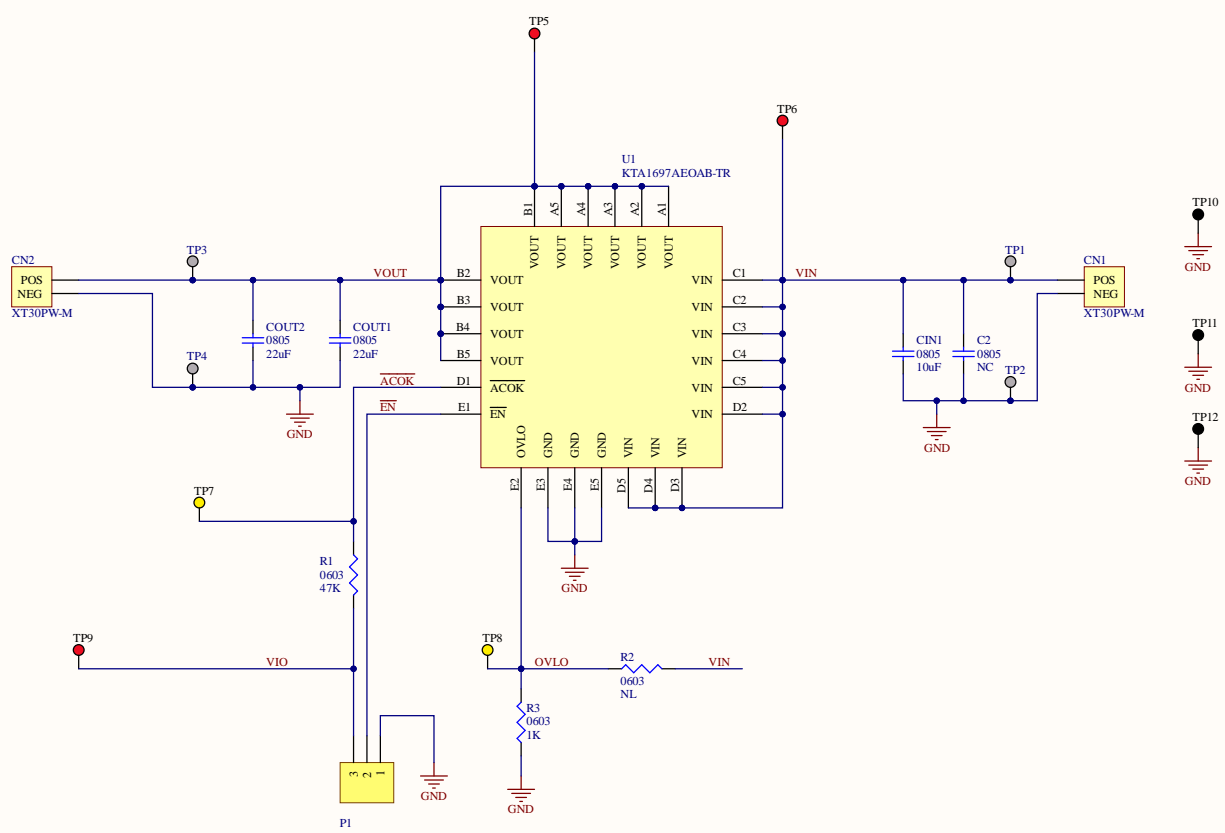 TP5
TP6
U1
KTA1697AEOAB-TR
B1
A5
A4
A3
A2
A1
VOUT
VOUT
VOUT
VOUT
VOUT
VOUT
TP10
GND
TP3
TP1
CN2
POS
NEG
XT30PW-M
VOUT
B2
VOUT
B3
VOUT
B4
VOUT
B5
VOUT
D1
ACOK
E1
EN
VIN
C1
VIN
C2
VIN
C3
VIN
C4
VIN
C5
VIN
D2
VIN
CN1
POS
NEG
XT30PW-M
COUT2
0805
22uF
COUT1
0805
22uF
CIN1
0805
10uF
C2
0805
NC
TP11
GND
TP4
TP2
ACOK
EN
GND
GND
TP12
GND
OVLO
GND
GND
GND
VIN
VIN
VIN
E2
E3
E4
E5
D5
D4
D3
TP7
R1
0603
47K
GND
TP9
VIO
TP8
OVLO
R2
0603
NL
VIN
R3
0603
1K
3
2
1
GND
GND
P1